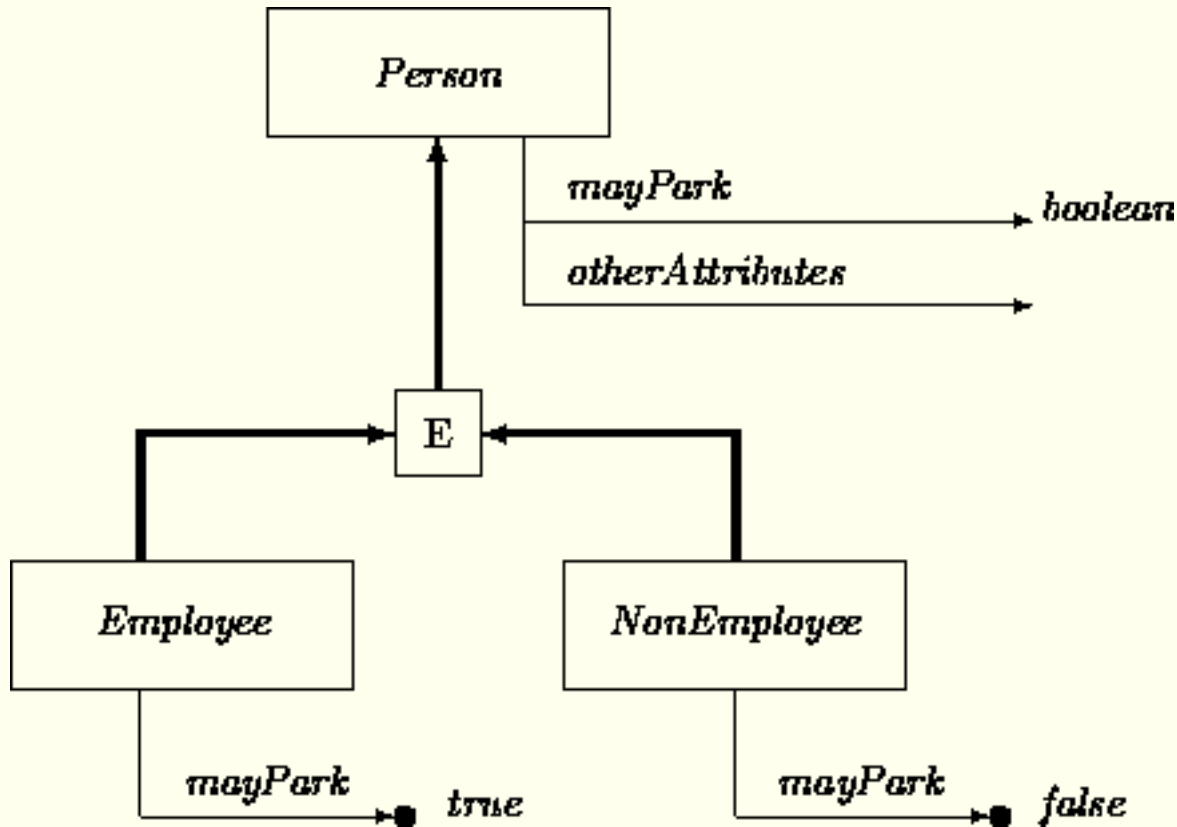 Person
mayPark
boolean
otherAttributes
E
Employee
NonEmployee
mayPark
true
mayPark
false